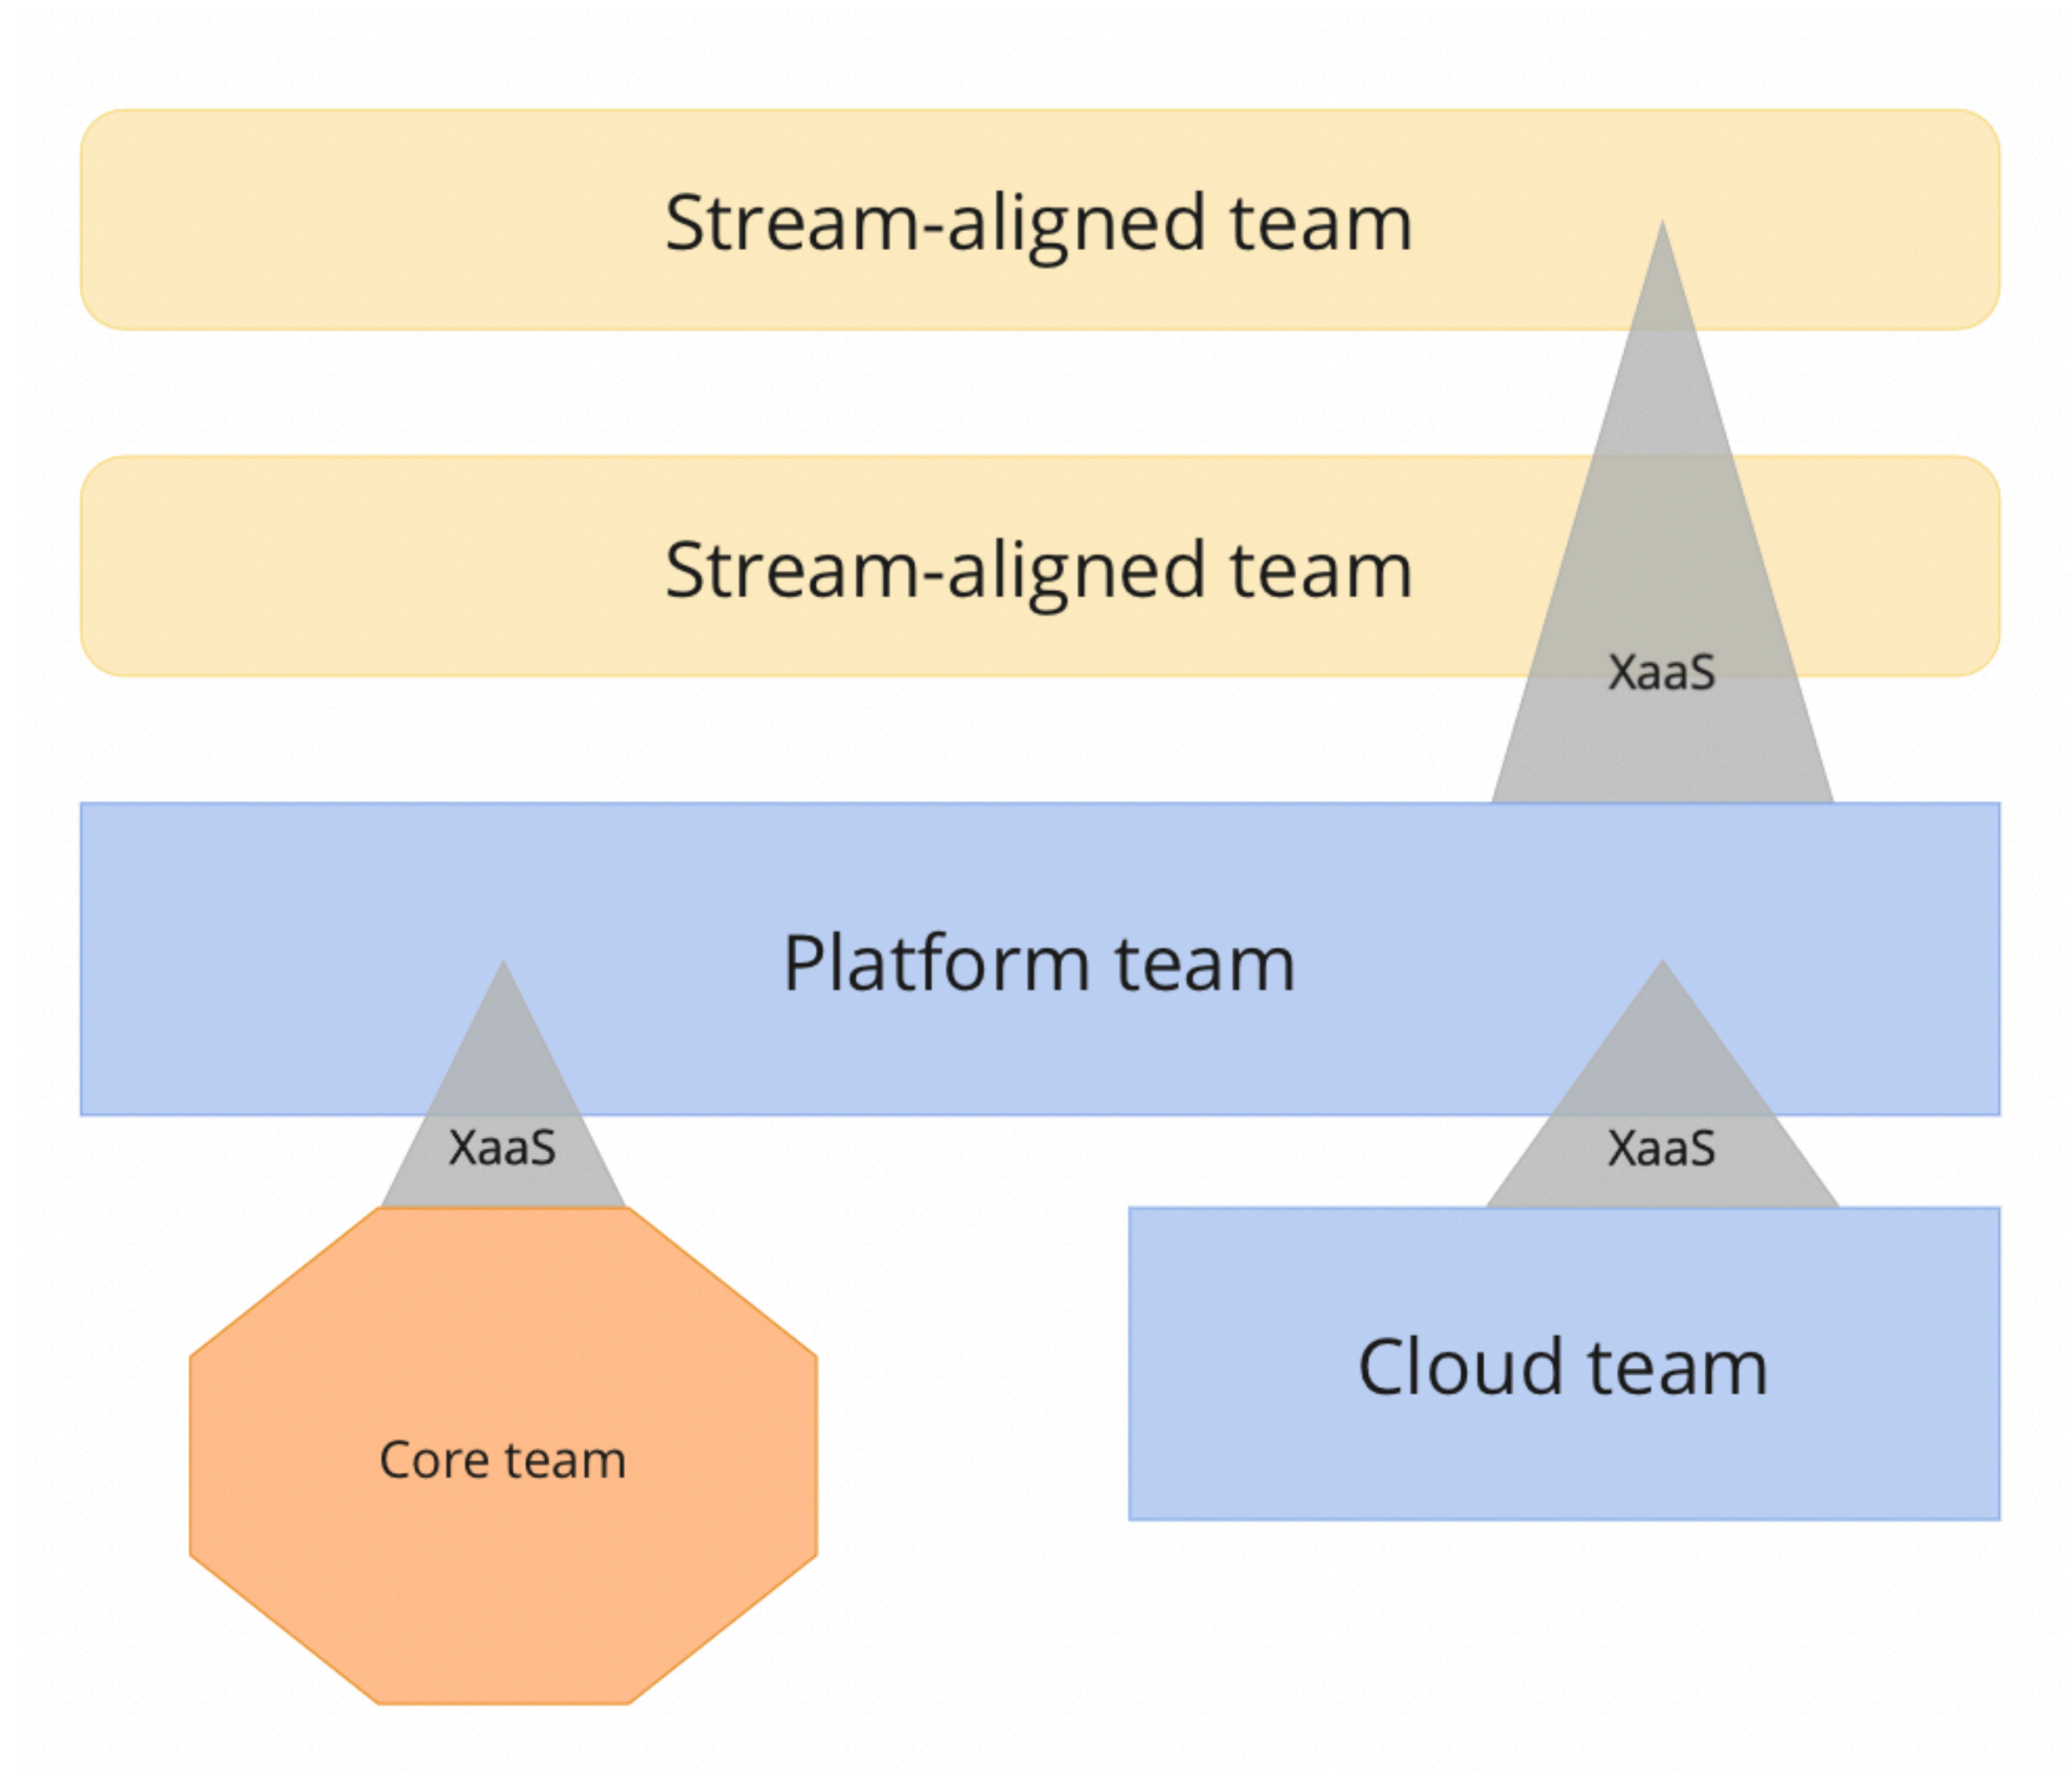 Stream-aligned team
Stream-aligned team
XaaS
Platform team
XaaS
XaaS
Cloud team
Core team